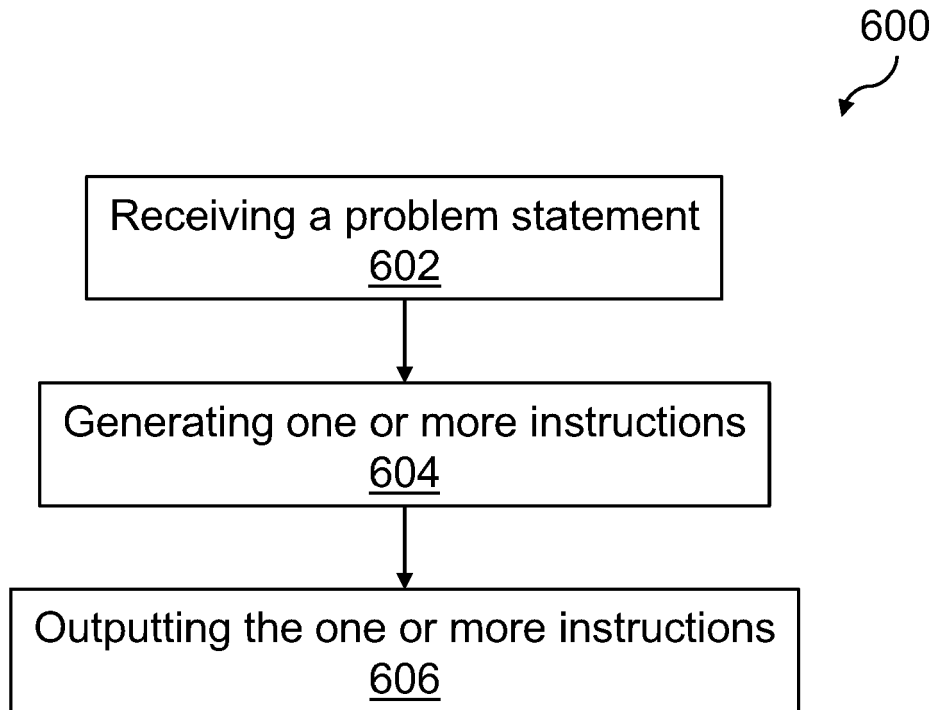 600
Receiving a problem statement
602
Generating one or more instructions
604
Outputting the one or more instructions
606